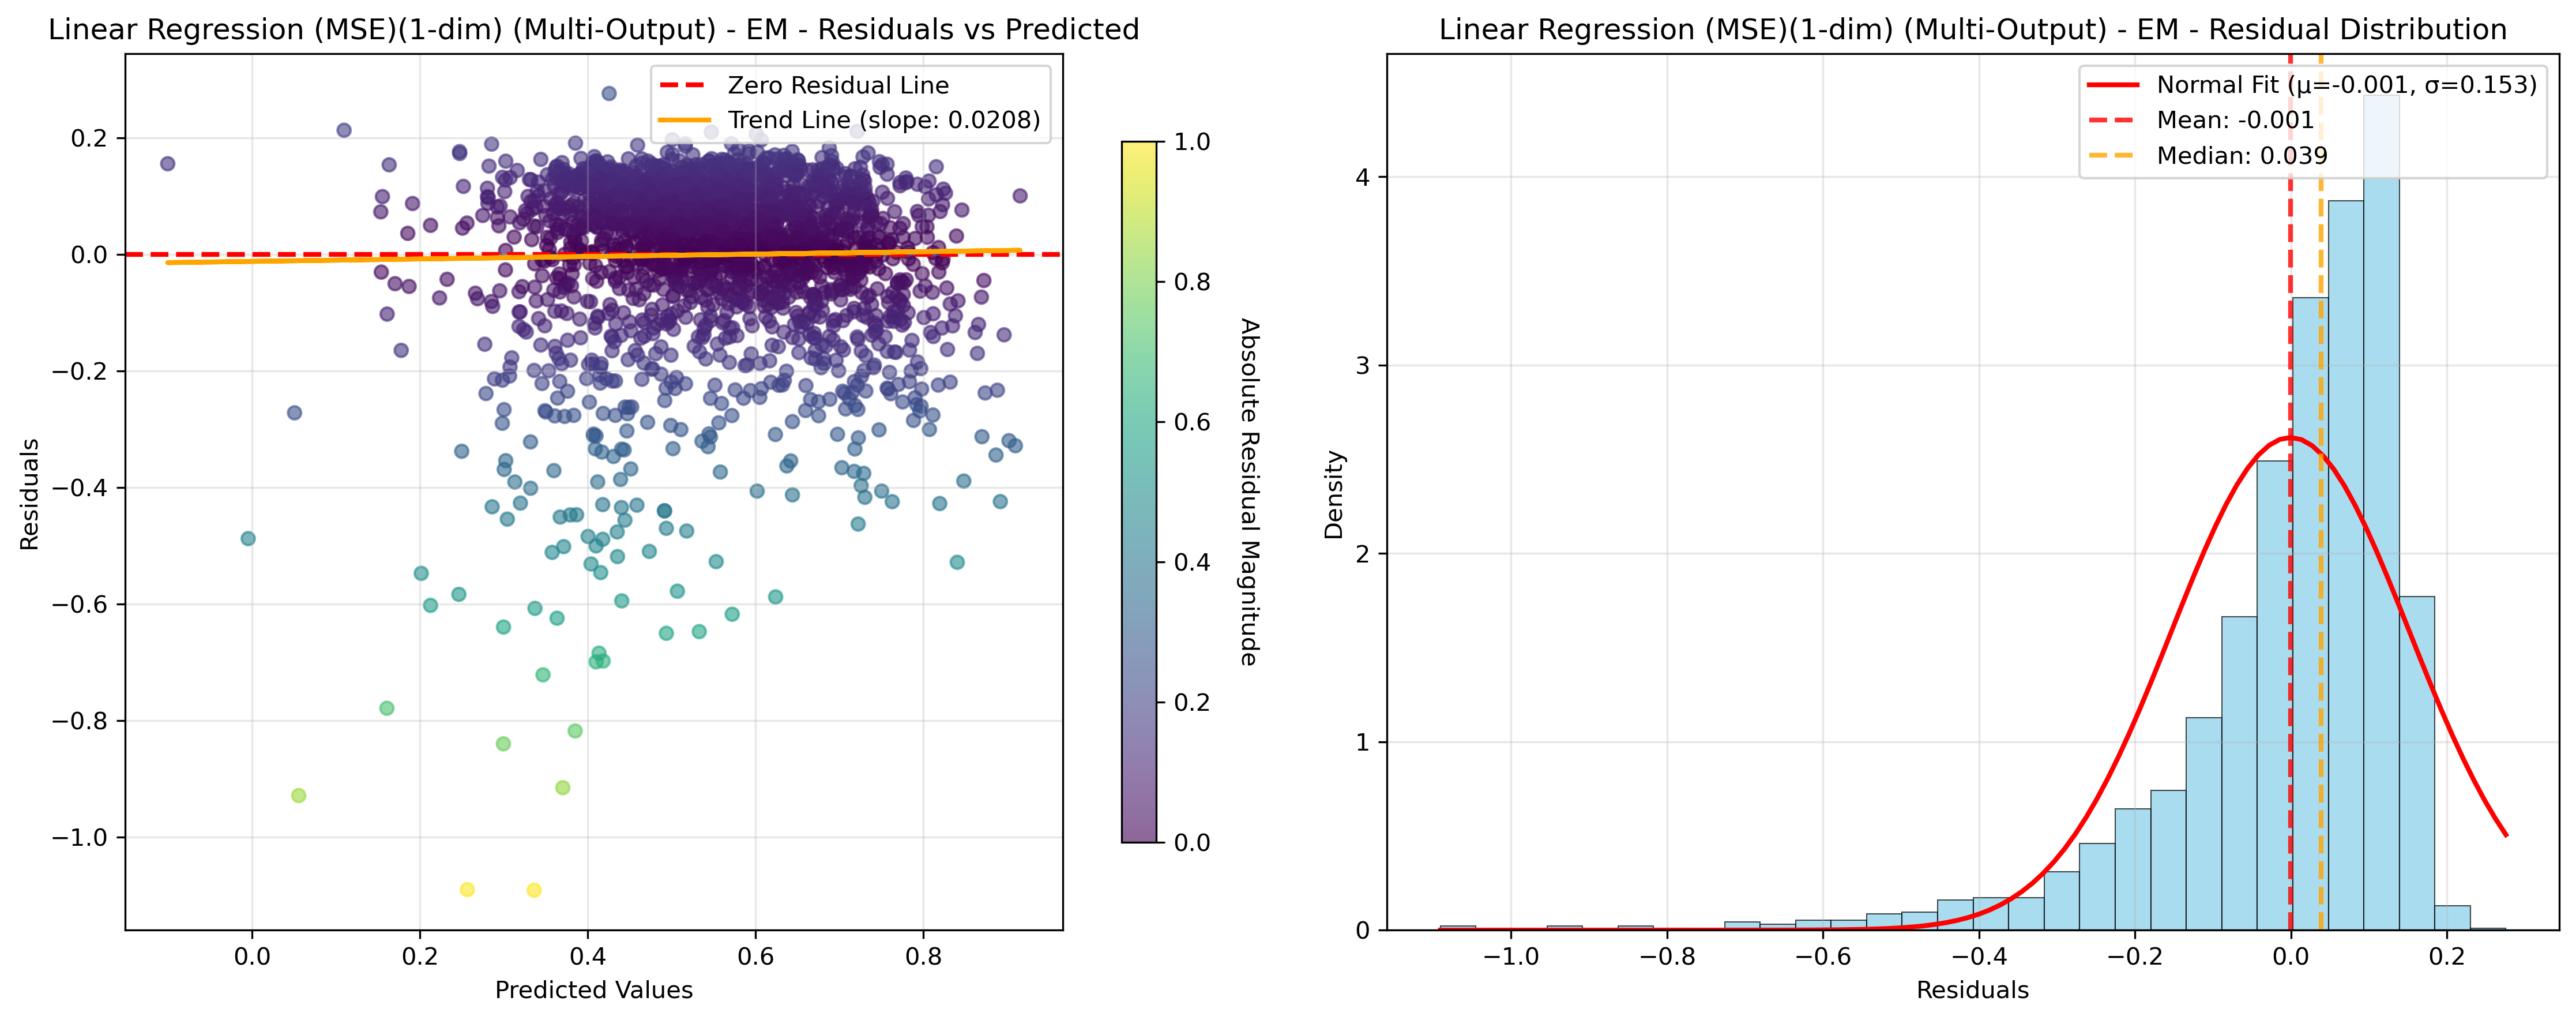 Linear Regression (MSE)(1-dim) (Multi-Output) - EM - Residuals vs Predicted
Zero Residual Line
Trend Line (slope: 0.0208)
0.2
0.0
−0.2
−0.4
−0.6
−0.8
−1.0
Residuals
0.0
0.2
0.4
0.6
0.8
Predicted Values
1.0
0.8
0.6
0.4
0.2
0.0
Absolute Residual Magnitude
Linear Regression (MSE)(1-dim) (Multi-Output) - EM - Residual Distribution
Normal Fit (μ=-0.001, σ=0.153)
Mean: -0.001
Median: 0.039
4
3
2
1
0
Density
−1.0
−0.8
−0.6
−0.4
−0.2
0.0
0.2
Residuals